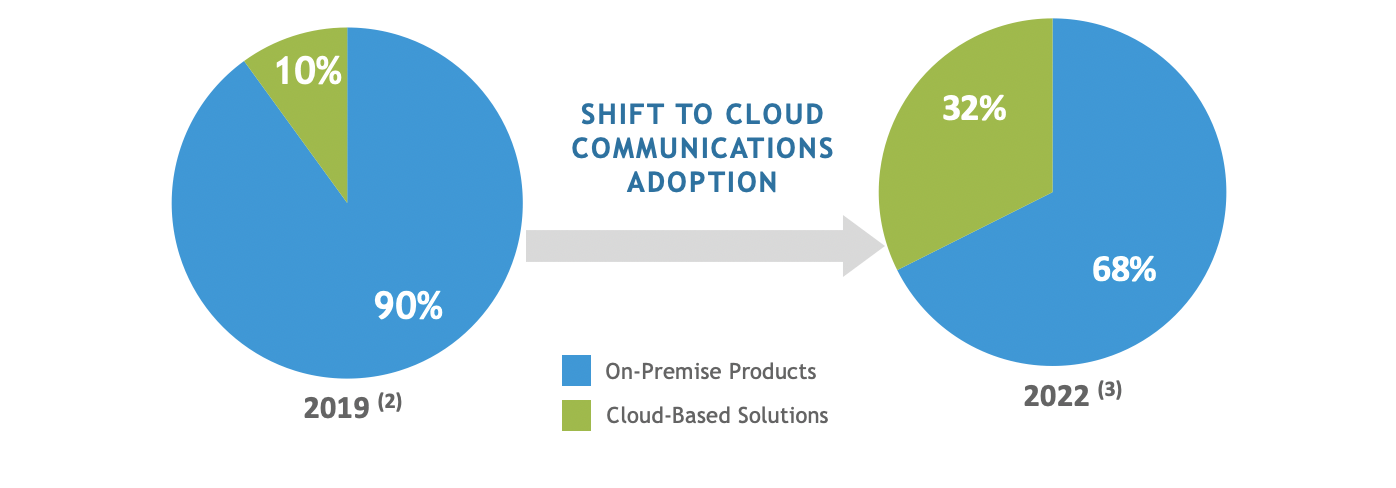 10%
90%
2019 (2)
SHIFT TO CLOUD
COMMUNICATIONS
ADOPTION
On-Premise Products
Cloud-Based Solutions
32%
68%
2022 (3)